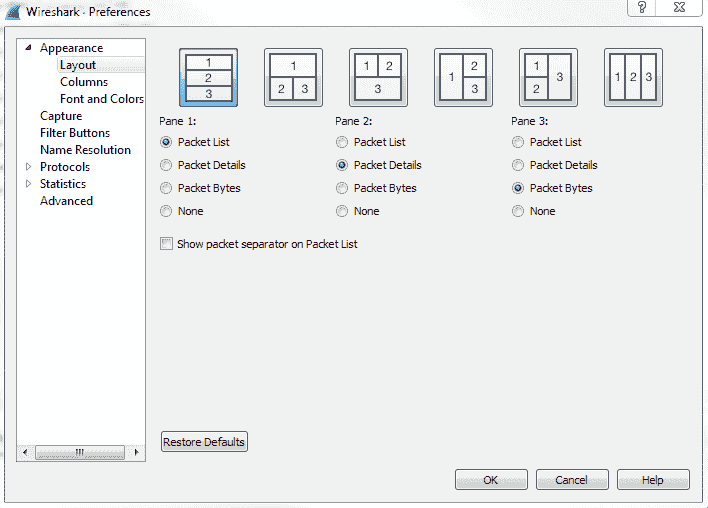 Wireshark · Preferences
Appearance
Layout
Columns
Font and Colors
Capture
Filter Buttons
Name Resolution
Protocols
Statistics
Advanced
1 2 3
1 2 3
1 2 3
1 2 3
1 2 3
1 2 3
Pane 1: Pane 2: Pane 3:
Packet List Packet List Packet List
Packet Details Packet Details Packet Details
Packet Bytes Packet Bytes Packet Bytes
None None None
Show packet separator on Packet List
Restore Defaults
OK Cancel Help